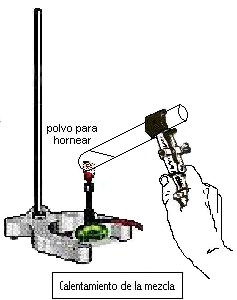 polvo para
hornear
Calentamiento de la mezcla